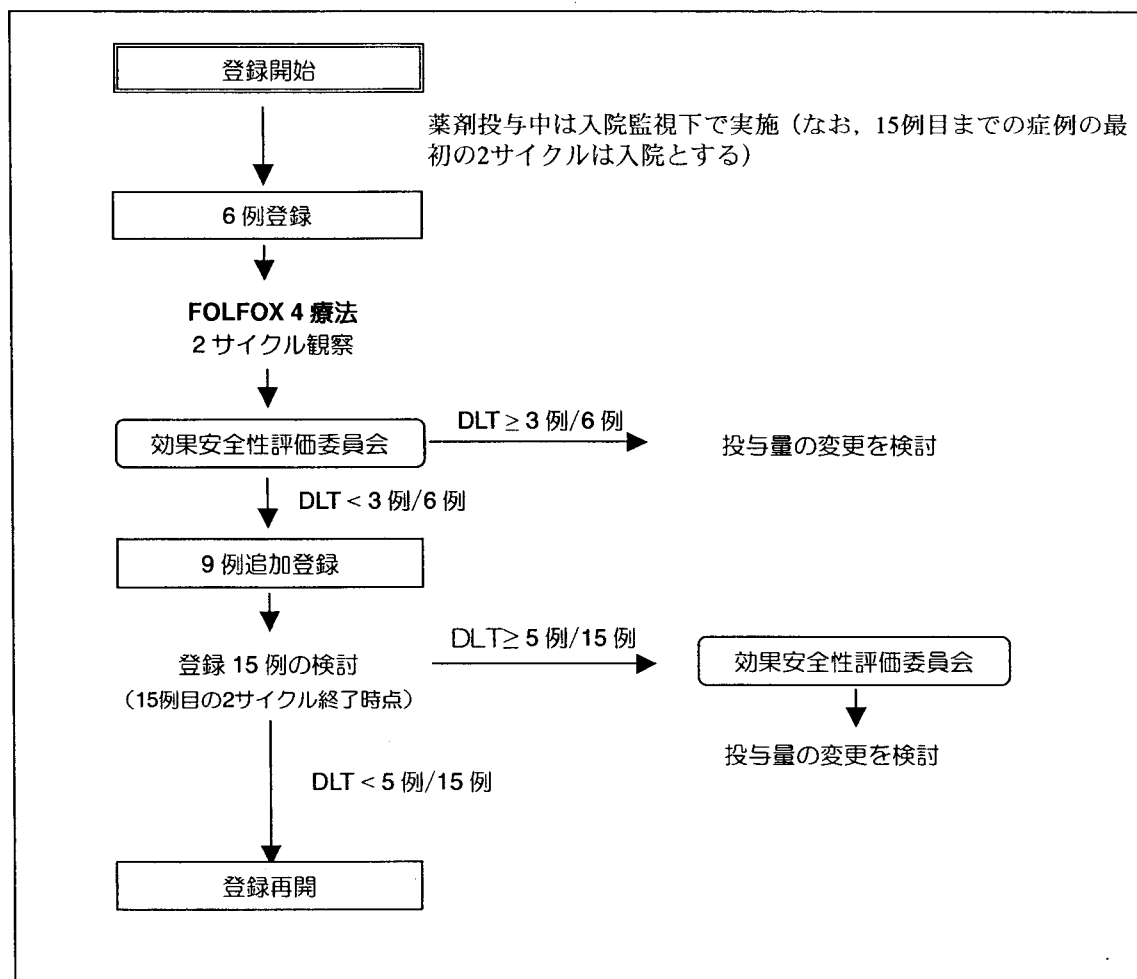 登録開始
薬剤投与中は入院監視下で実施（なお，15例目までの症例の最
初の2サイクルは入院とする）
6 例登録
FOLFOX 4 療法
2 サイクル観察
効果安全性評価委員会
DLT ≥ 3 例/6 例
投与量の変更を検討
DLT < 3 例/6 例
9 例追加登録
登録 15 例の検討
（15例目の2サイクル終了時点）
DLT≥ 5 例/15 例
効果安全性評価委員会
投与量の変更を検討
DLT < 5 例/15 例
登録再開